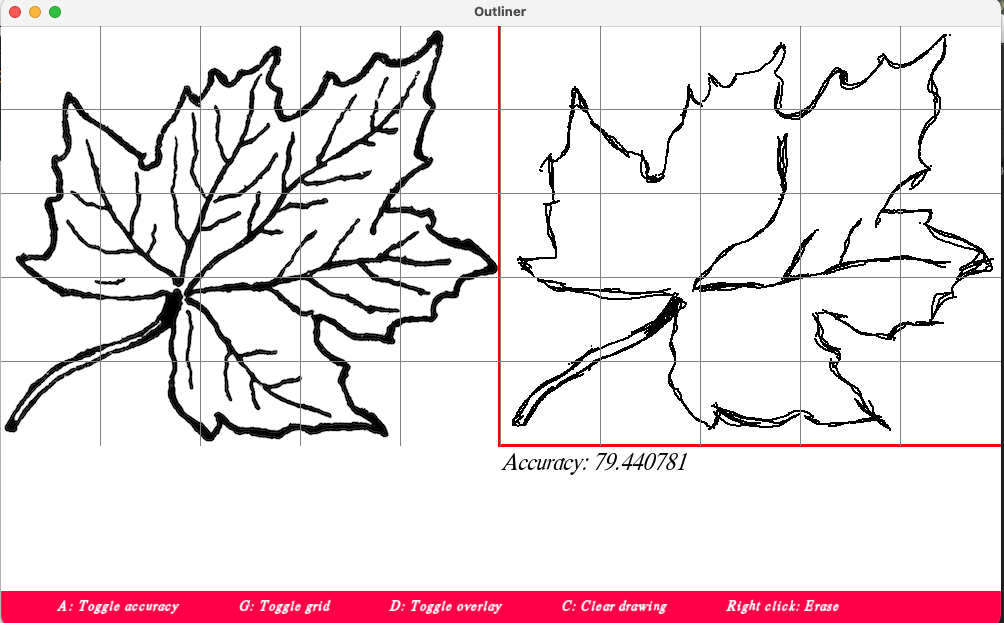 Outliner
Accuracy: 79.440781
A: Toggle accuracy G: Toggle grid D: Toggle overlay C: Clear drawing Right click: Erase